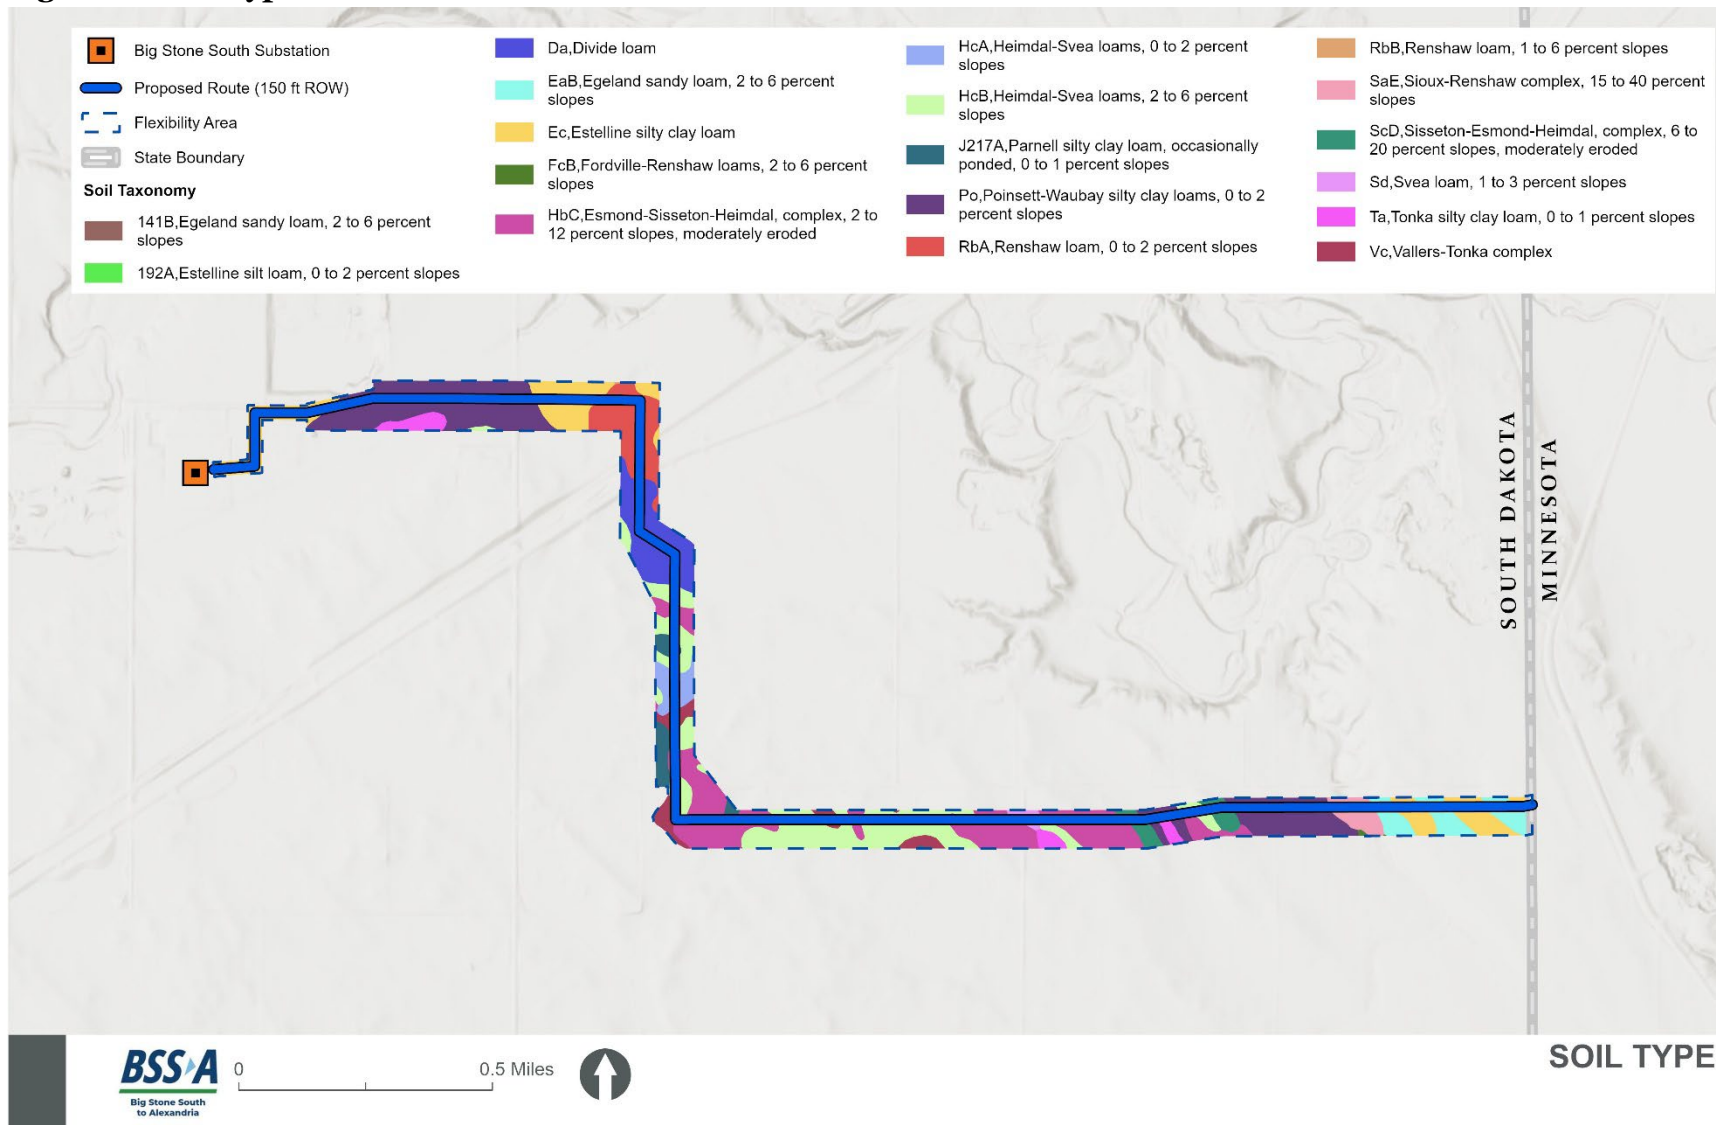 Big Stone South Substation
Proposed Route (150 ft ROW)
Flexibility Area
State Boundary
Soil Taxonomy
141B,Egeland sandy loam, 2 to 6 percent
slopes
192A,Estelline silt loam, 0 to 2 percent slopes
Da,Divide loam
EaB,Egeland sandy loam, 2 to 6 percent
slopes
Ec,Estelline silty clay loam
FcB,Fordville-Renshaw loams, 2 to 6 percent
slopes
HbC,Esmond-Sisseton-Heimdal, complex, 2 to
12 percent slopes, moderately eroded
HcA,Heimdal-Svea loams, 0 to 2 percent
slopes
HcB,Heimdal-Svea loams, 2 to 6 percent
slopes
J217A,Parnell silty clay loam, occasionally
ponded, 0 to 1 percent slopes
Po,Poinsett-Waubay silty clay loams, 0 to 2
percent slopes
RbA,Renshaw loam, 0 to 2 percent slopes
RbB,Renshaw loam, 1 to 6 percent slopes
SaE,Sioux-Renshaw complex, 15 to 40 percent
slopes
ScD,Sisseton-Esmond-Heimdal, complex, 6 to
20 percent slopes, moderately eroded
Sd,Svea loam, 1 to 3 percent slopes
Ta,Tonka silty clay loam, 0 to 1 percent slopes
Vc,Vallers-Tonka complex
SOUTH DAKOTA
MINNESOTA
BSSA
Big Stone South
to Alexandria
0
0.5 Miles
SOIL TYPE